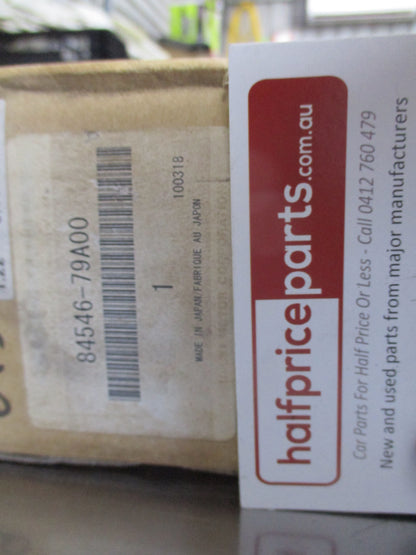 84546-79A00
1
100318
MADE IN JAPAN/FABRIQUE AU JAPON
halfpriceparts.com.au
Car Parts For Half Price Or Less - Call 0412 760 479
New and used parts from major manufacturers